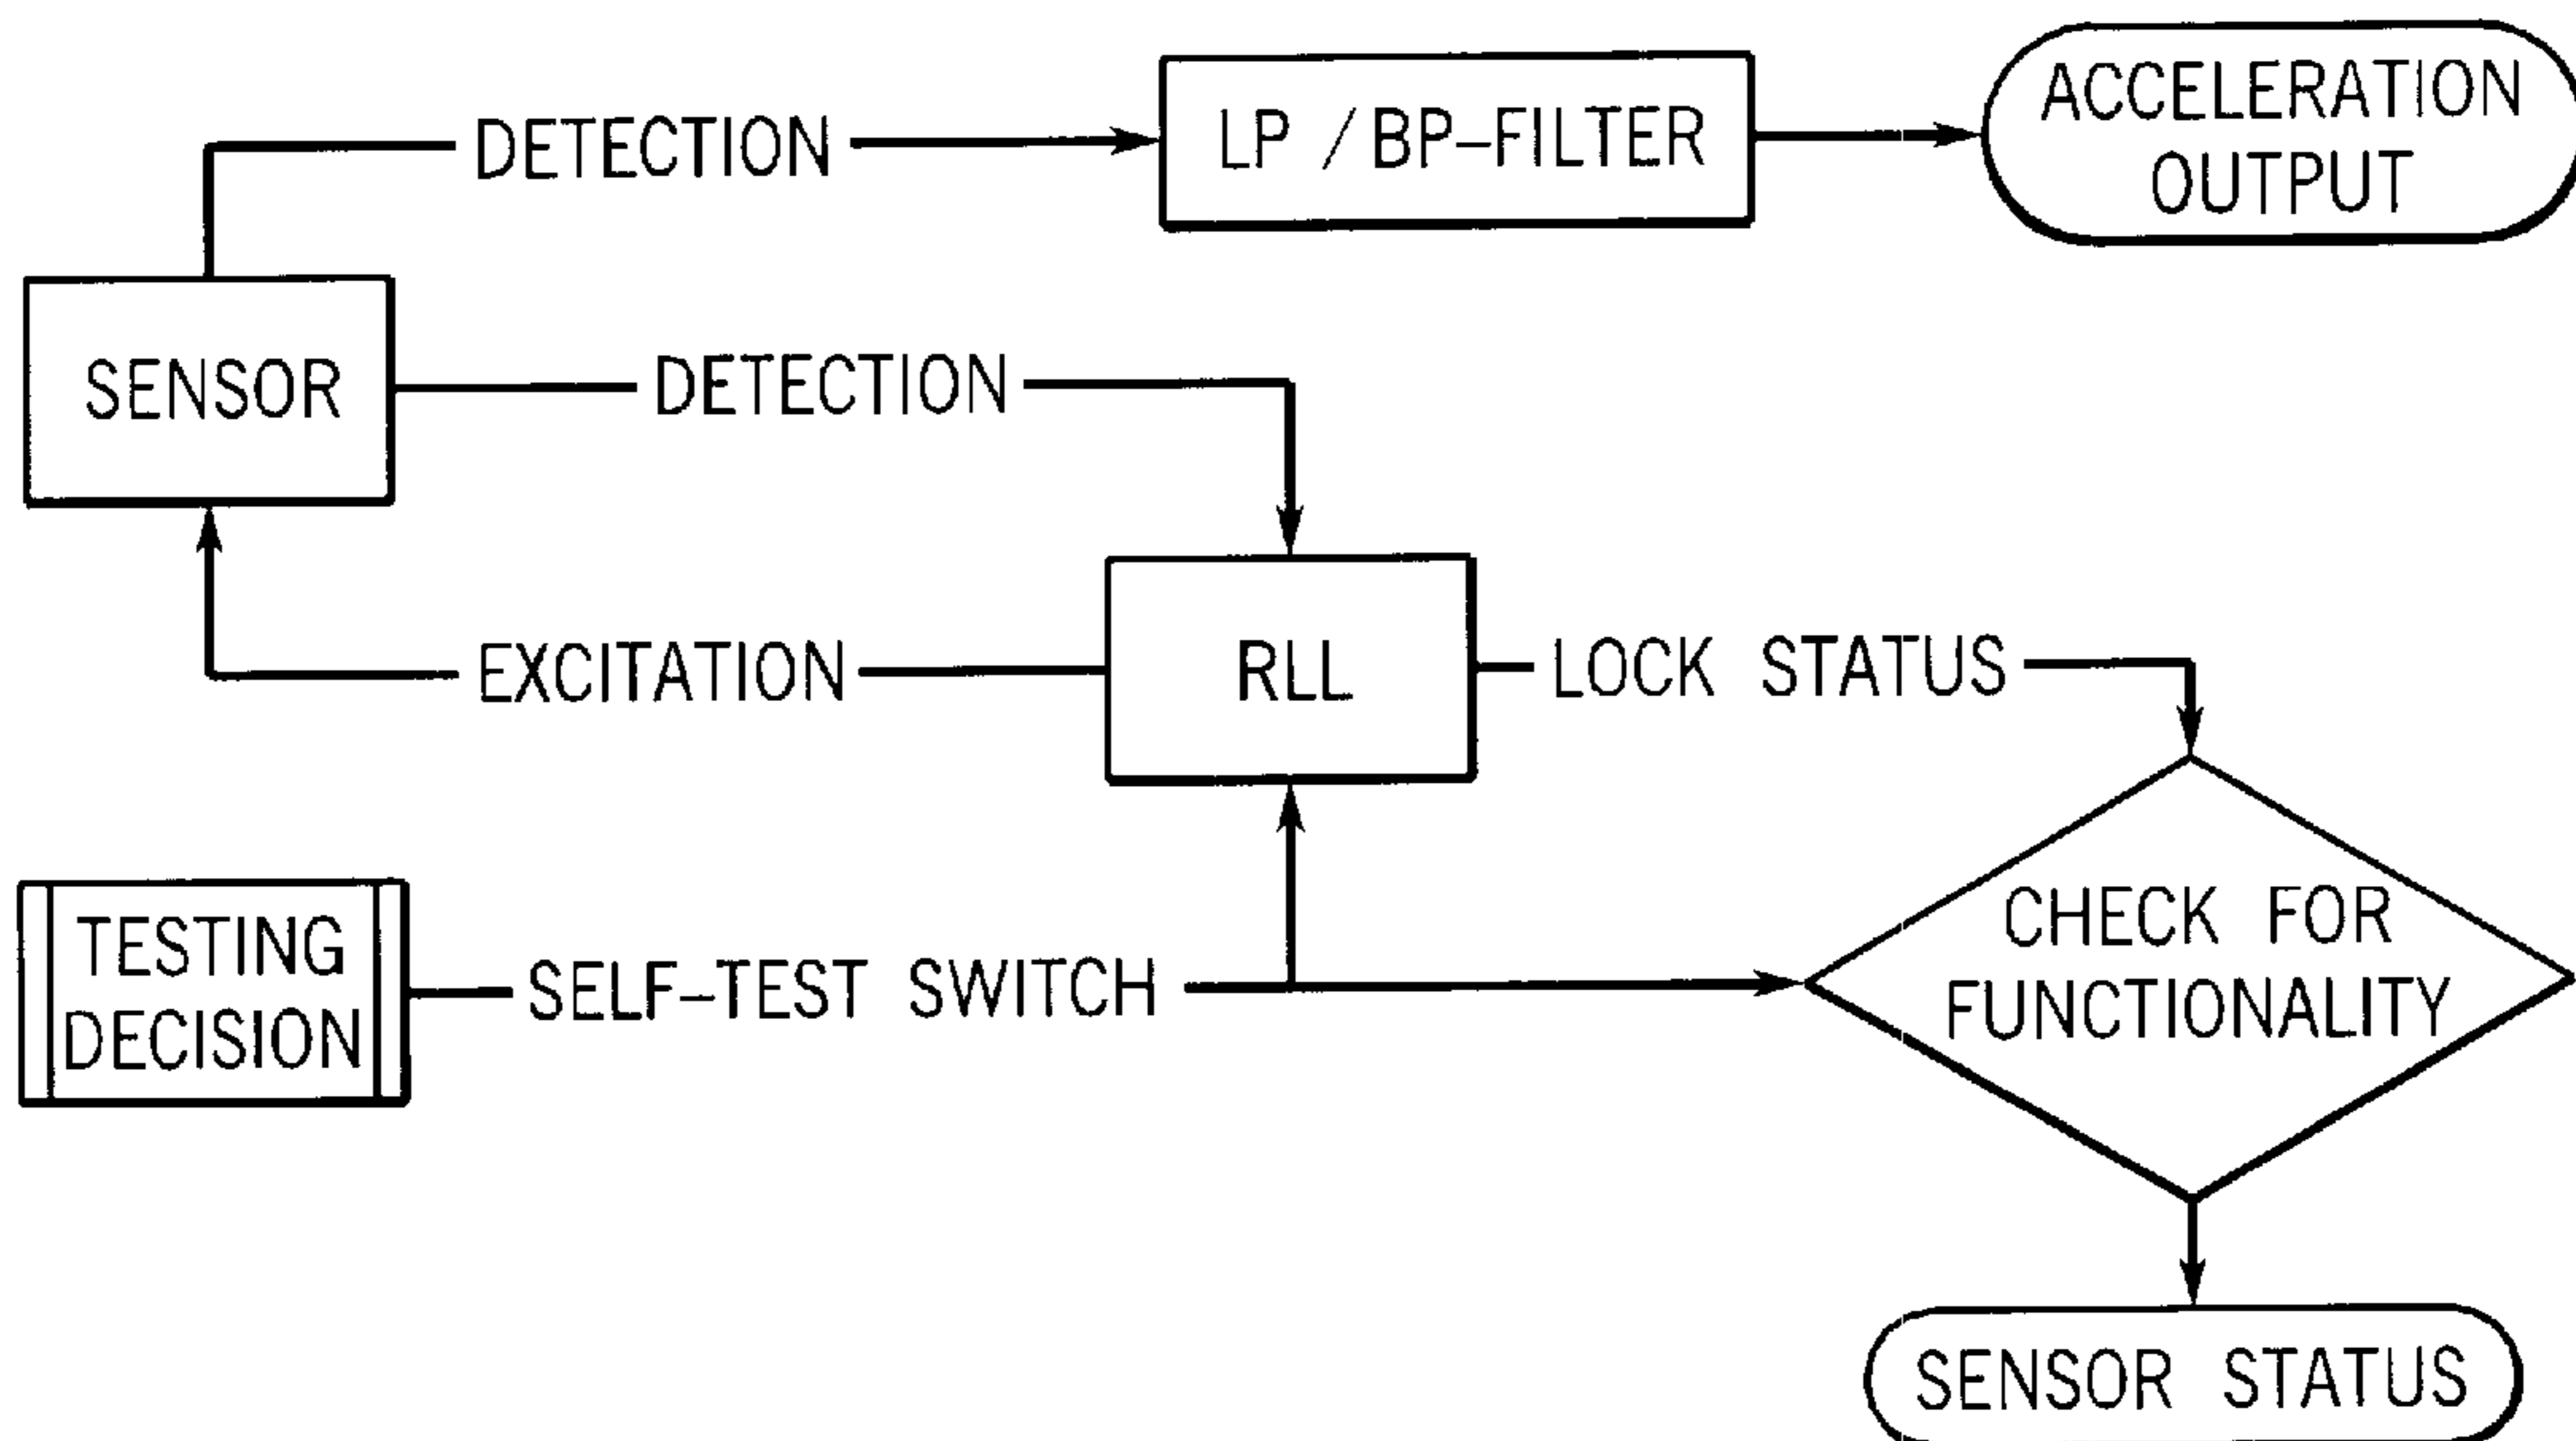 DETECTION
LP / BP-FILTER
ACCELERATION
OUTPUT
SENSOR
DETECTION
EXCITATION
RLL
LOCK STATUS
TESTING
DECISION
SELF-TEST SWITCH
CHECK FOR
FUNCTIONALITY
SENSOR STATUS